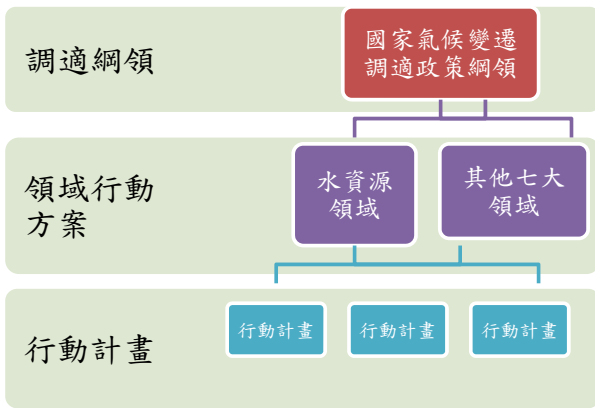 調適綱領
國家氣候變遷
調適政策綱領
領域行動
方案
水資源
領域
其他七大
領域
行動計畫
行動計畫
行動計畫
行動計畫